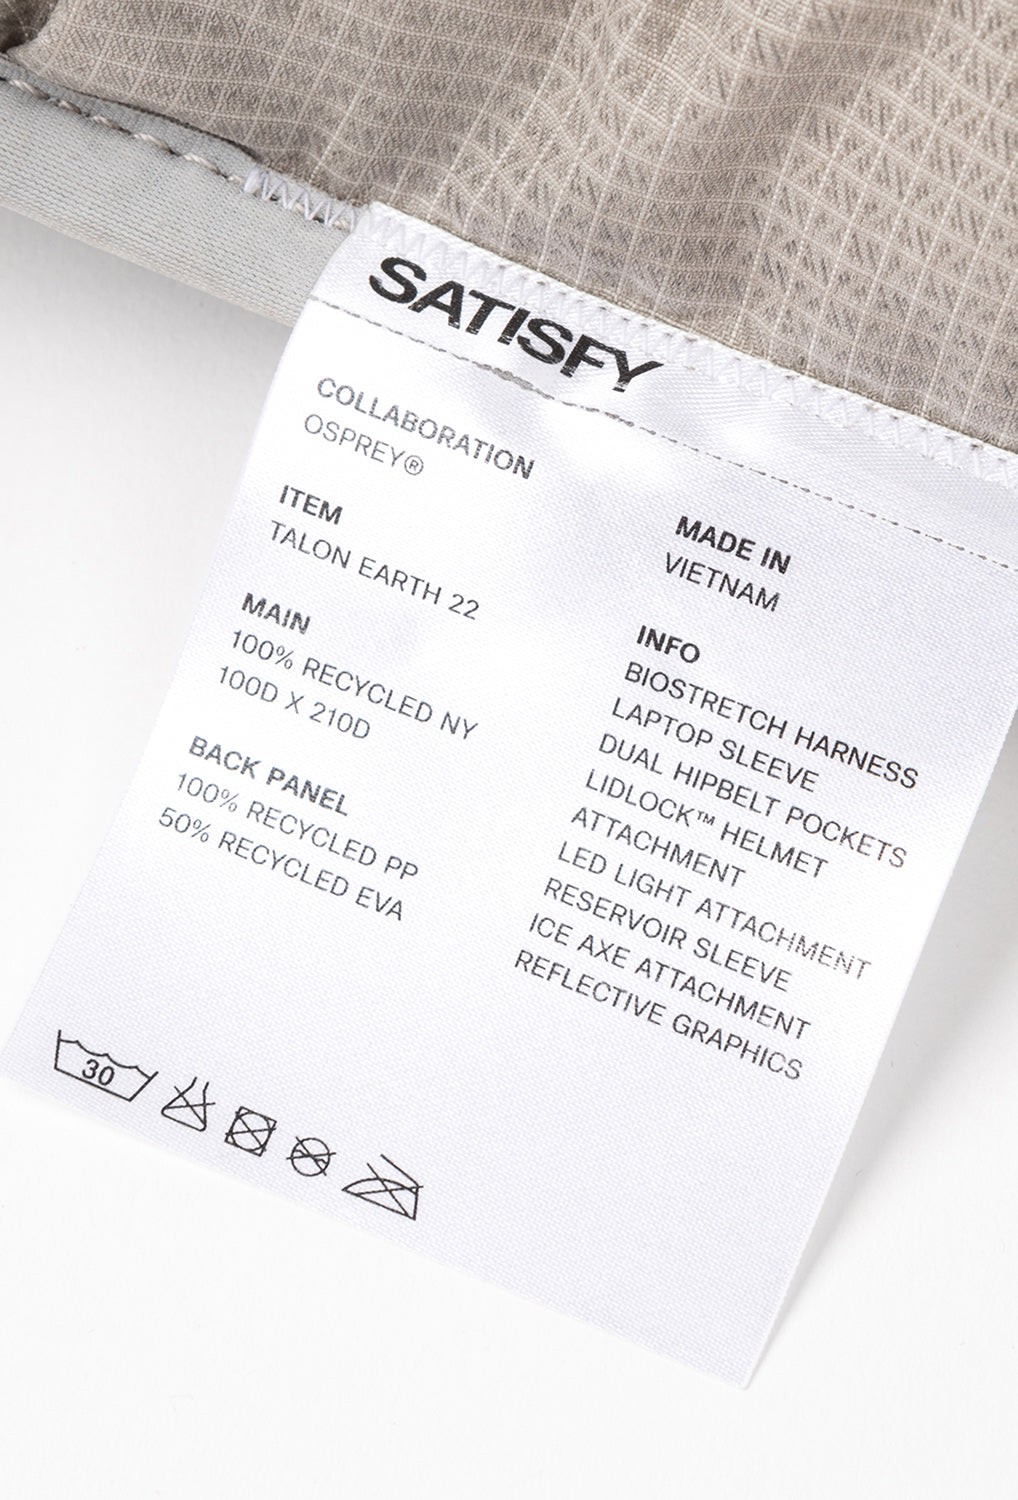 SATISFY
COLLABORATION
OSPREY®
ITEM
TALON EARTH 22
MAIN
100% RECYCLED NY
100D X 210D
BACK PANEL
100% RECYCLED PP
50% RECYCLED EVA
MADE IN
VIETNAM
INFO
BIOSTRETCH HARNESS
LAPTOP SLEEVE
DUAL HIPBELT POCKETS
LIDLOCK™ HELMET
ATTACHMENT
LED LIGHT ATTACHMENT
RESERVOIR SLEEVE
ICE AXE ATTACHMENT
REFLECTIVE GRAPHICS
30